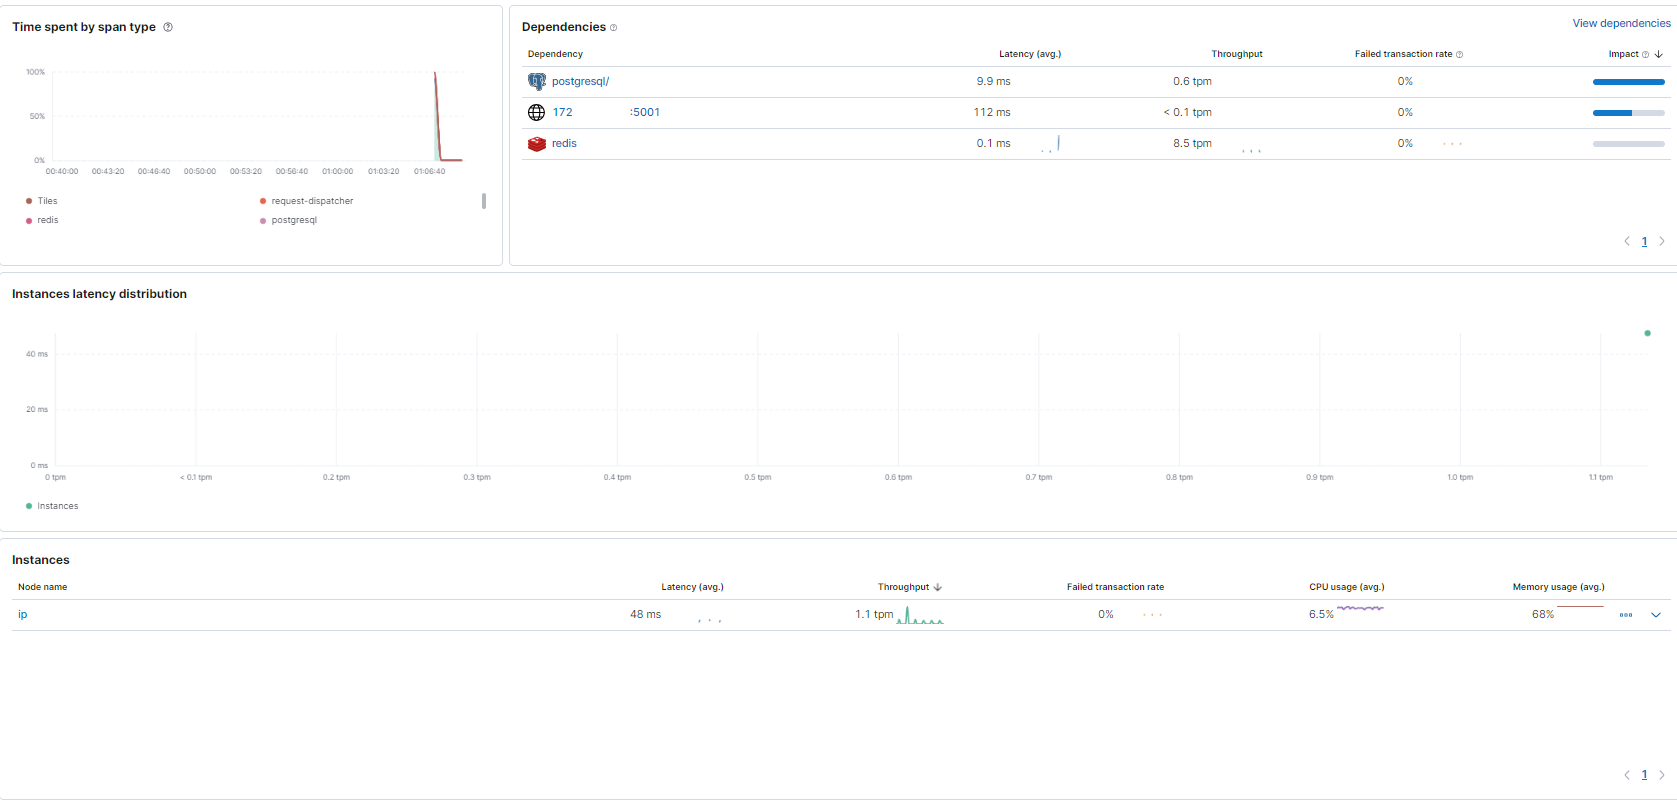 Time spent by span type
100%
50%
0%
00:40:00 00:43:20 00:46:40 00:50:00 00:53:20 00:56:40 01:00:00 01:03:20 01:06:40
Tiles request-dispatcher
redis postgresql
Dependencies View dependencies
Dependency Latency (avg.) Throughput Failed transaction rate Impact
postgresql/ 9.9 ms 0.6 tpm 0%
172 :5001 112 ms < 0.1 tpm 0%
redis 0.1 ms 8.5 tpm 0%
1
Instances latency distribution
40 ms
20 ms
0 ms
0 tpm < 0.1 tpm 0.2 tpm 0.3 tpm 0.4 tpm 0.5 tpm 0.6 tpm 0.7 tpm 0.8 tpm 0.9 tpm 1.0 tpm 1.1 tpm
Instances
Instances
Node name Latency (avg.) Throughput Failed transaction rate CPU usage (avg.) Memory usage (avg.)
ip 48 ms 1.1 tpm 0% 6.5% 68%
1